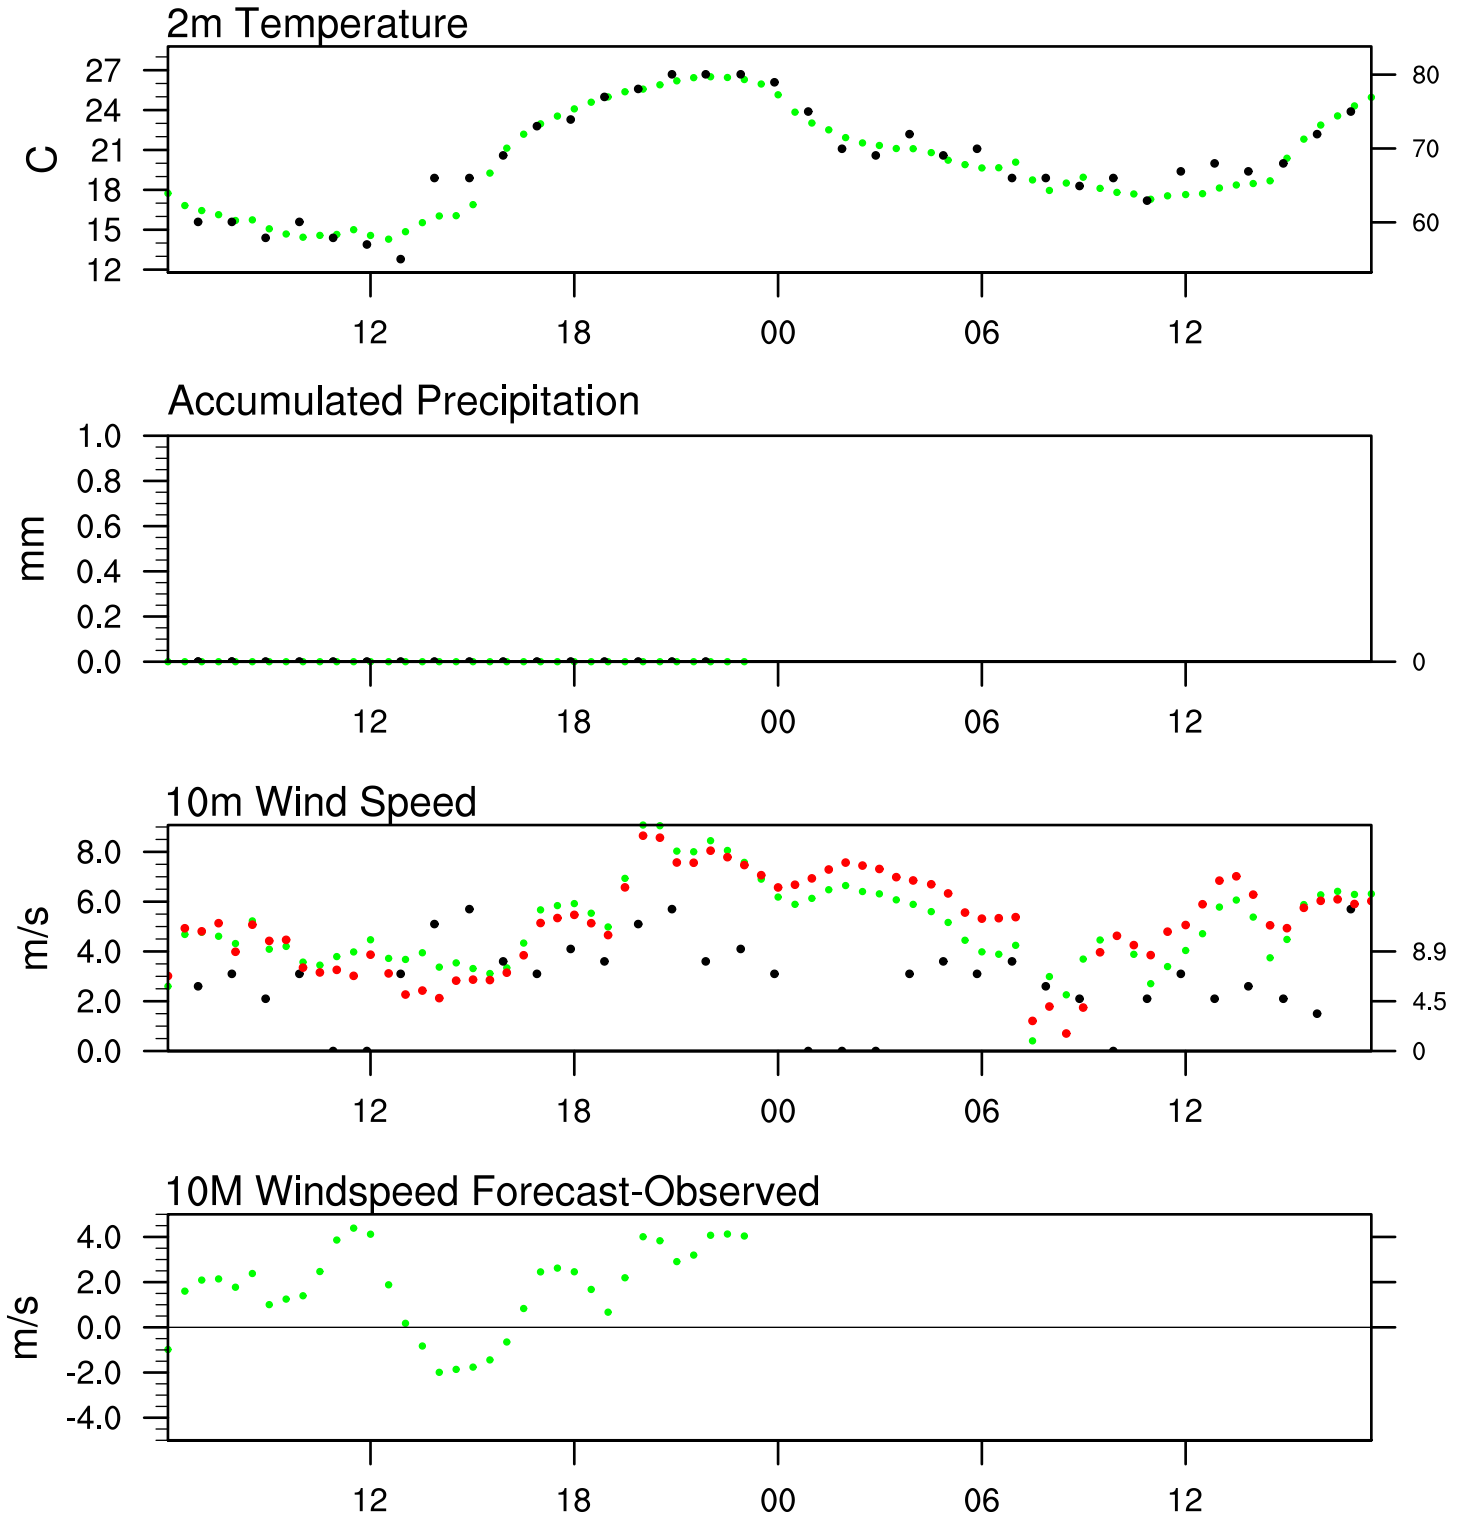 2m Temperature
27
24
21
18
15
12
C
80
70
60
12 18 00 06 12
Accumulated Precipitation
1.0
0.8
0.6
0.4
0.2
0.0
mm
0
12 18 00 06 12
10m Wind Speed
8.0
6.0
4.0
2.0
0.0
m/s
8.9
4.5
0
12 18 00 06 12
10M Windspeed Forecast-Observed
4.0
2.0
0.0
-2.0
-4.0
m/s
12 18 00 06 12